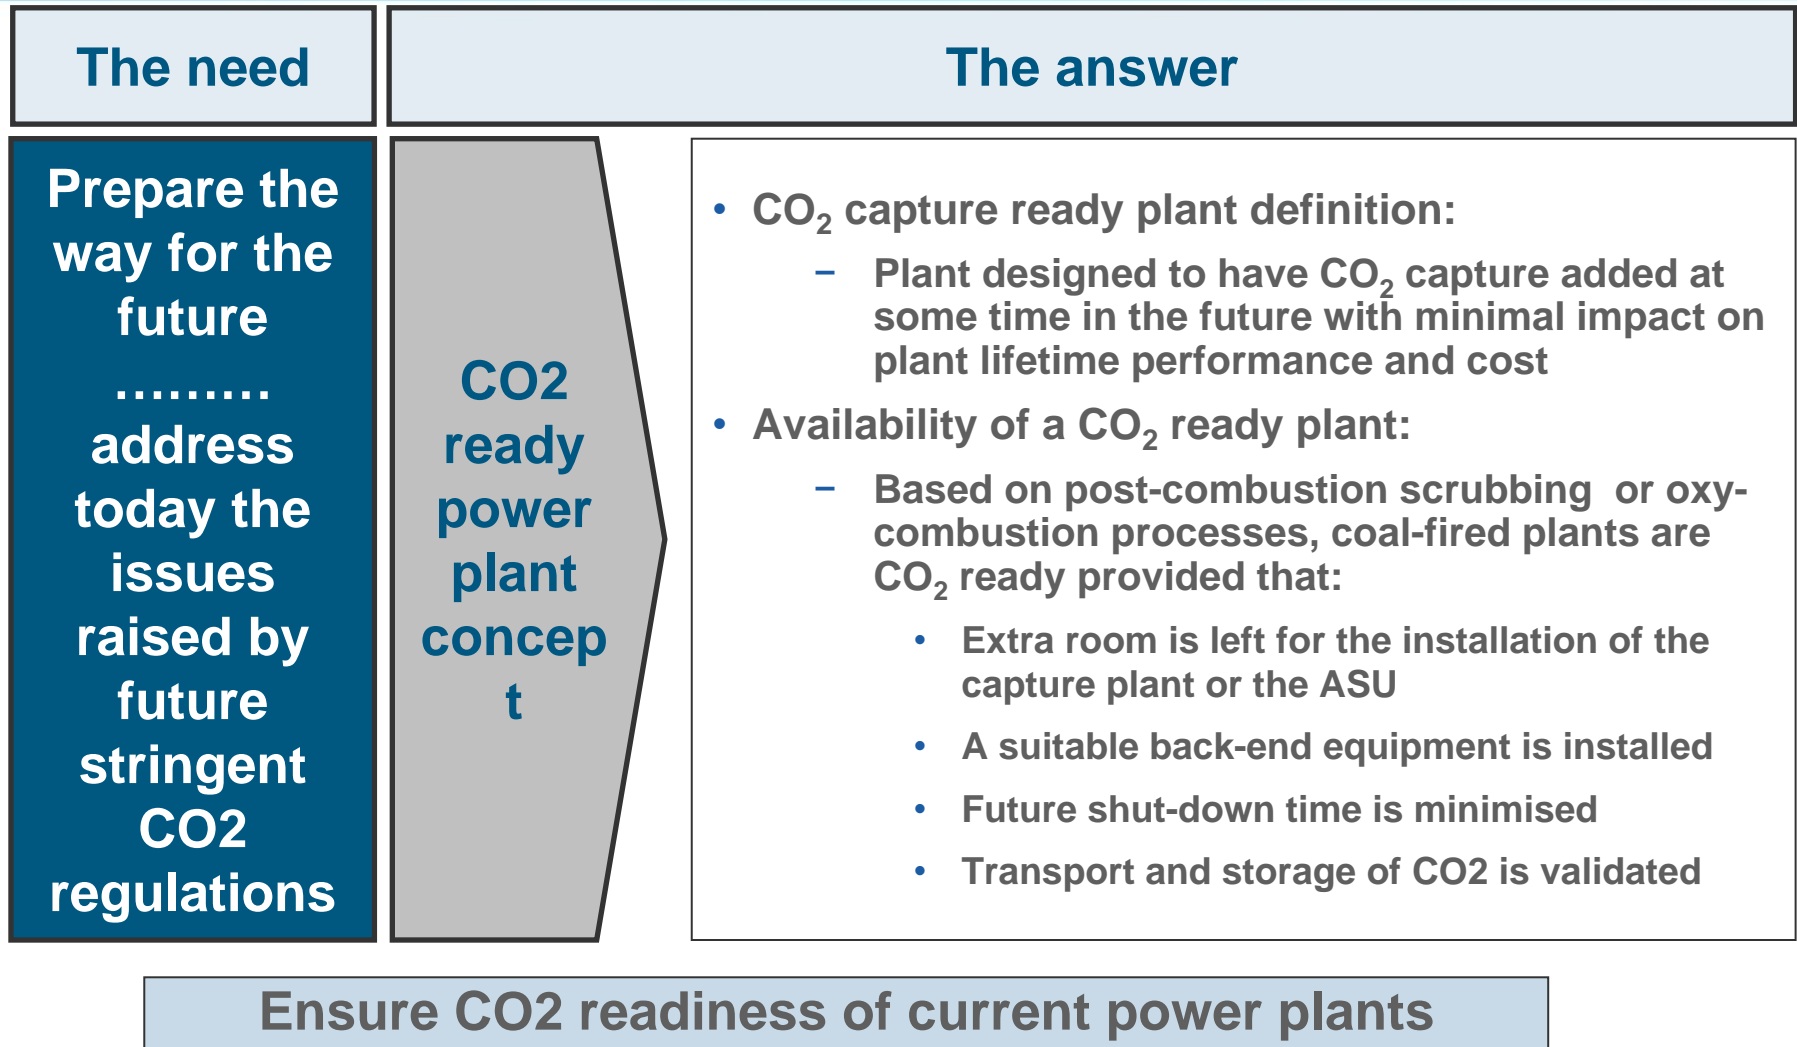 The need
The answer
Prepare the
way for the
future
………
address
today the
issues
raised by
future
stringent
CO2
regulations
CO2
ready
power
plant
concep
t
• CO₂ capture ready plant definition:
– Plant designed to have CO₂ capture added at
some time in the future with minimal impact on
plant lifetime performance and cost
• Availability of a CO₂ ready plant:
– Based on post-combustion scrubbing or oxy-
combustion processes, coal-fired plants are
CO₂ ready provided that:
• Extra room is left for the installation of the
capture plant or the ASU
• A suitable back-end equipment is installed
• Future shut-down time is minimised
• Transport and storage of CO2 is validated
Ensure CO2 readiness of current power plants